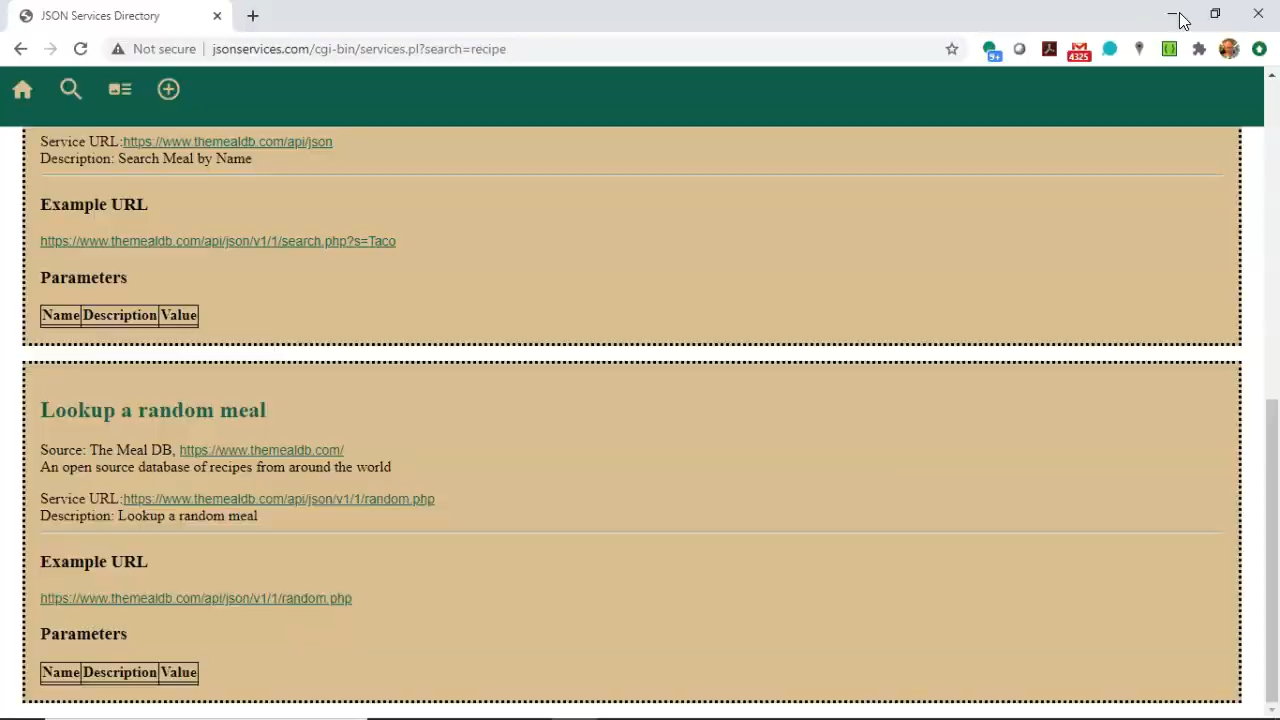 JSON Services Directory
Not secure jsonservices.com/cgi-bin/services.pl?search=recipe
9+
4325
Service URL:https://www.themealdb.com/api/json
Description: Search Meal by Name
Example URL
https://www.themealdb.com/api/json/v1/1/search.php?s=Taco
Parameters
Name Description Value
Lookup a random meal
Source: The Meal DB, https://www.themealdb.com/
An open source database of recipes from around the world
Service URL:https://www.themealdb.com/api/json/v1/1/random.php
Description: Lookup a random meal
Example URL
https://www.themealdb.com/api/json/v1/1/random.php
Parameters
Name Description Value